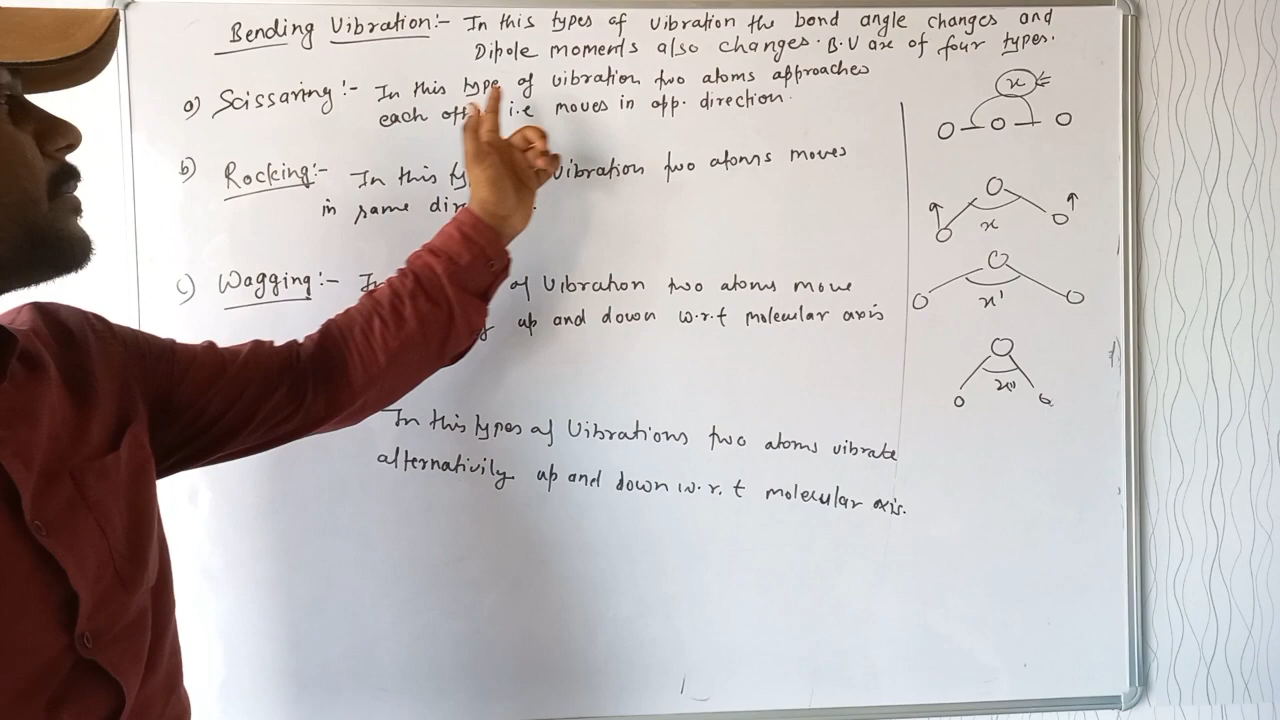 Bending Vibration:- In this types of vibration the bond angle changes and
Dipole moments also changes. B.V are of four types.
a) Scissaring:- In this type of vibration two atoms approaches
each i.e moves in opp. direction.
b) Rocking:- In this vibration two atoms moves
in same
c) Wagging:- of Vibration two atoms move
up and down w.r.t molecular axis
In this types of Vibrations two atoms vibrate
alternativily up and down w.r.t molecular axis.
x
x
x'